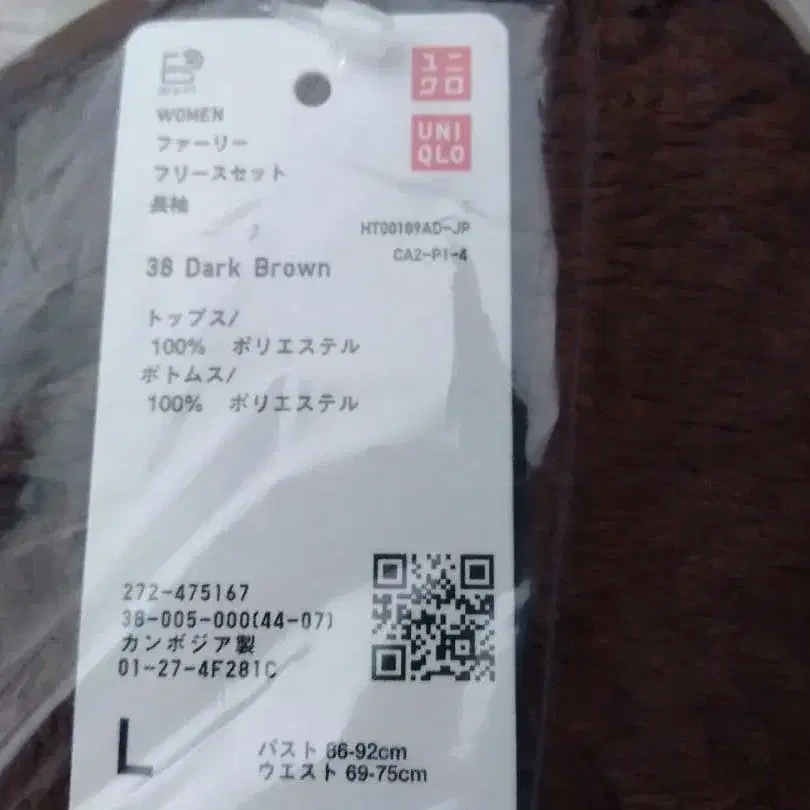 ユニ
クロ
UNI
QLO
WOMEN
ファーリー
フリースセット
長袖
HT00189AD-JP
CA2-P1-4
38 Dark Brown
トップス/
100% ポリエステル
ボトムス/
100% ポリエステル
272-475167
38-005-000(44-07)
カンボジア製
01-27-4F281C
L
バスト 86-92cm
ウエスト 69-75cm